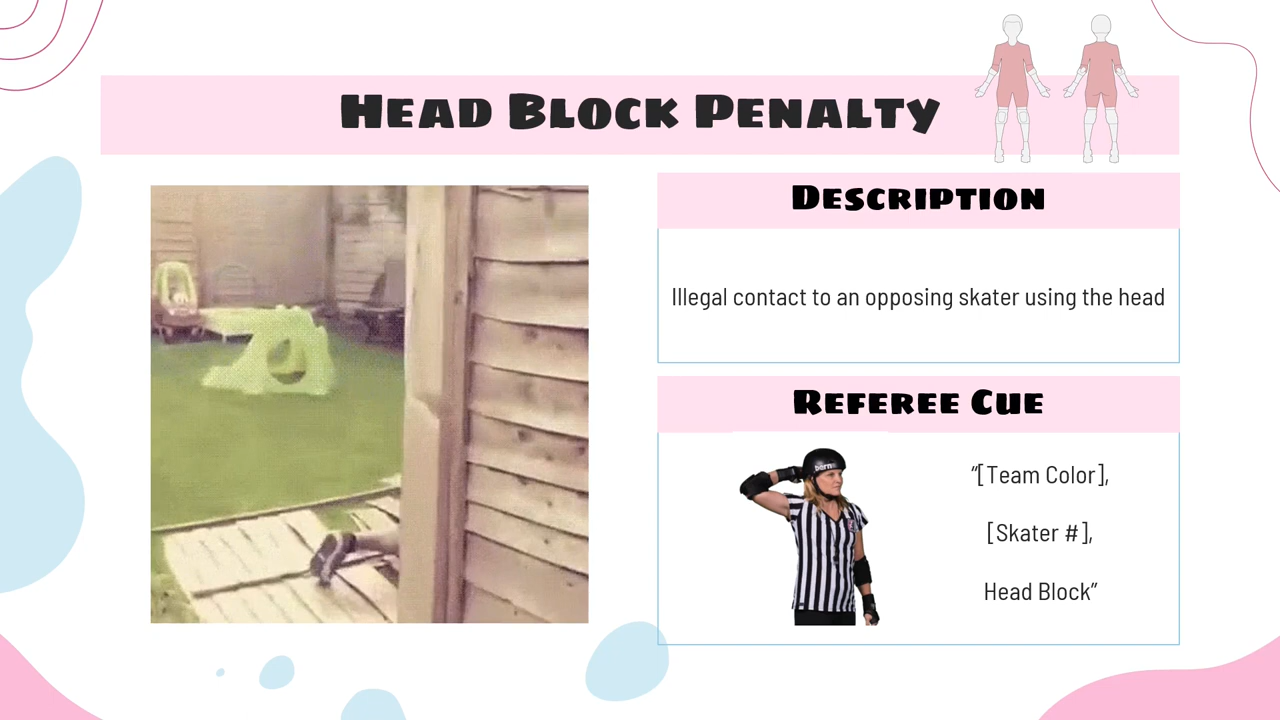 Head Block Penalty
Description
Illegal contact to an opposing skater using the head
Referee Cue
bern
“[Team Color],
[Skater #],
Head Block”